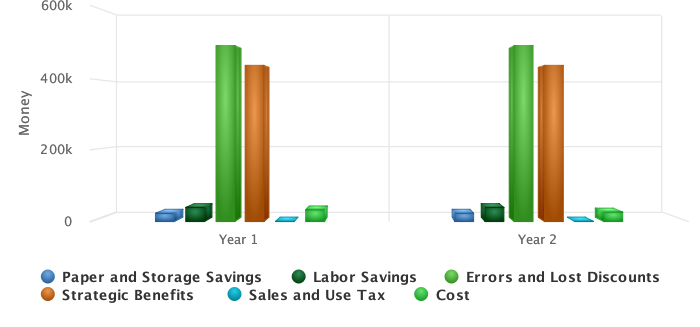 600k
400k
200k
0
Money
Year 1 Year 2
Paper and Storage Savings Labor Savings Errors and Lost Discounts
Strategic Benefits Sales and Use Tax Cost